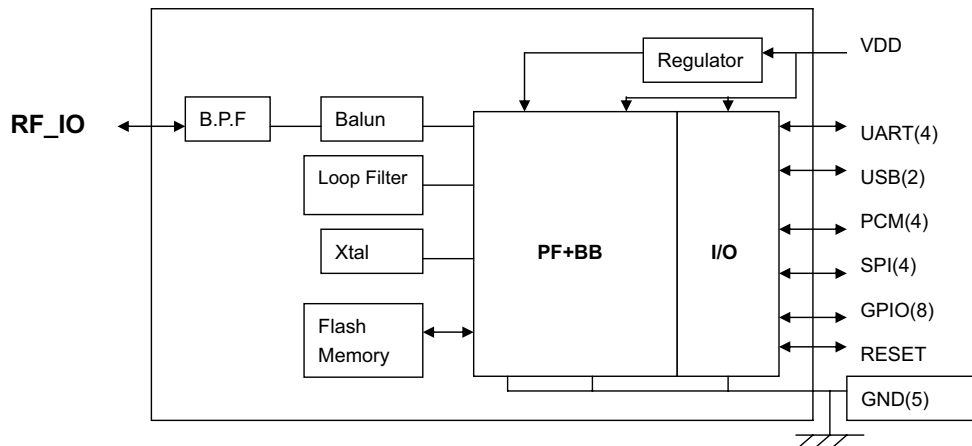 Regulator
VDD
RF_IO
B.P.F
Balun
UART(4)
Loop Filter
USB(2)
PCM(4)
Xtal
PF+BB
I/O
SPI(4)
Flash
Memory
GPIO(8)
RESET
GND(5)